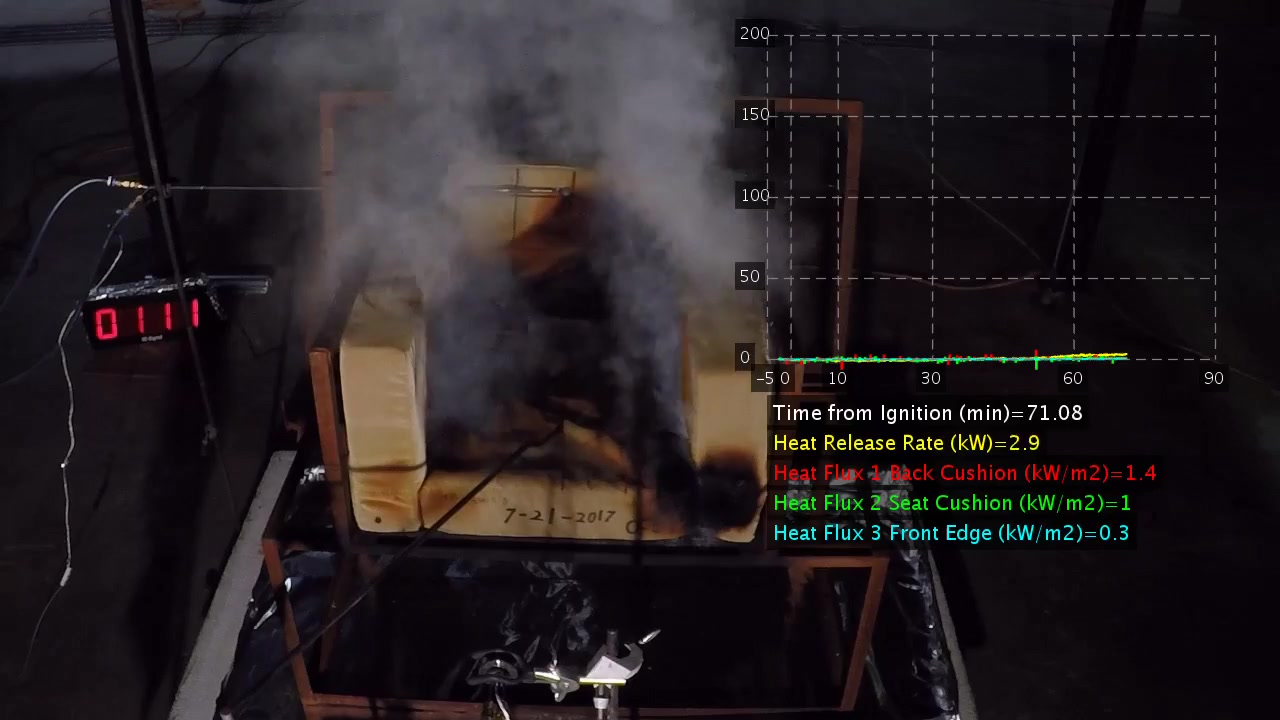 200
150
100
50
0
-5 0 10 30 60 90
0111
Time from Ignition (min)=71.08
Heat Release Rate (kW)=2.9
Heat Flux 1 Back Cushion (kW/m2)=1.4
Heat Flux 2 Seat Cushion (kW/m2)=1
Heat Flux 3 Front Edge (kW/m2)=0.3
7-21-2017